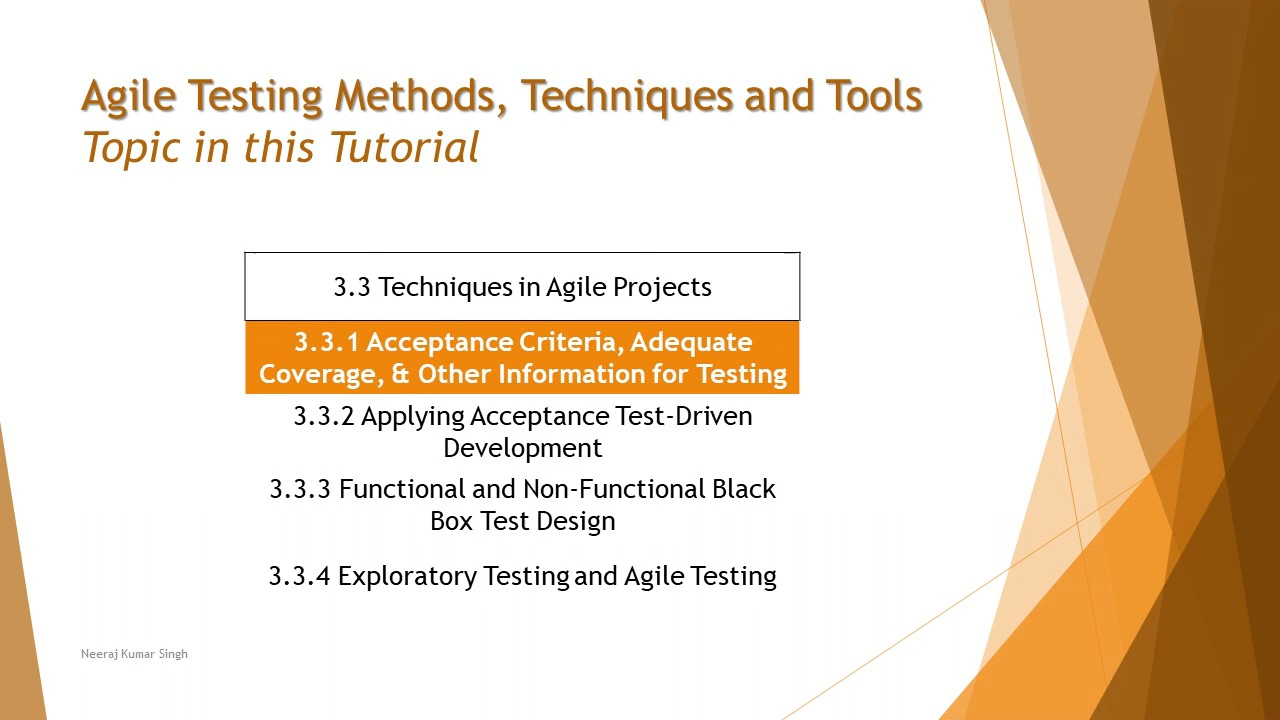 Agile Testing Methods, Techniques and Tools
Topic in this Tutorial
3.3 Techniques in Agile Projects
3.3.1 Acceptance Criteria, Adequate
Coverage, & Other Information for Testing
3.3.2 Applying Acceptance Test-Driven
Development
3.3.3 Functional and Non-Functional Black
Box Test Design
3.3.4 Exploratory Testing and Agile Testing
Neeraj Kumar Singh